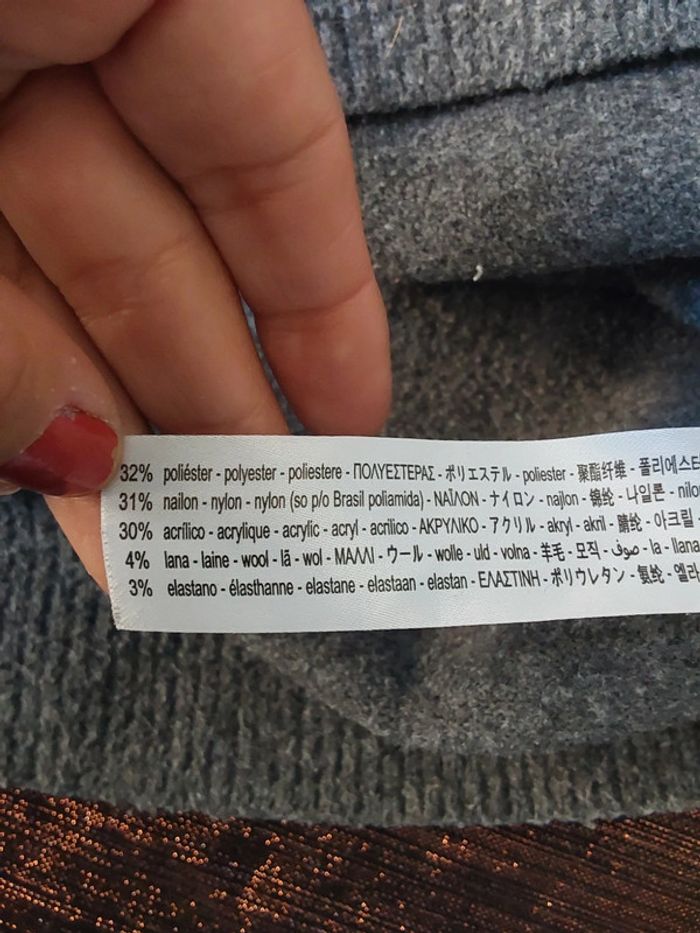 32% poliéster - polyester - poliestere - ΠΟΛΥΕΣΤΕΡΑΣ - ポリエステル - poliester - 聚酯纤维 - 폴리에스터
31% nailon - nylon - nylon (so p/o Brasil poliamida) - ΝΑΪΛΟΝ - ナイロン - najlon - 锦纶 - 나일론 - nilo
30% acrílico - acrylique - acrylic - acryl - acrilico - ΑΚΡΥΛΙΚΟ - アクリル - akryl - akril - 腈纶 - 아크릴 -
4% lana - laine - wool - lã - wol - ΜΑΛΛΙ - ウール - wolle - uld - volna - 羊毛 - 모직 - صوف - la - llana
3% elastano - élasthanne - elastane - elastaan - elastan - ΕΛΑΣΤΙΝΗ - ポリウレタン - 氨纶 - 엘라